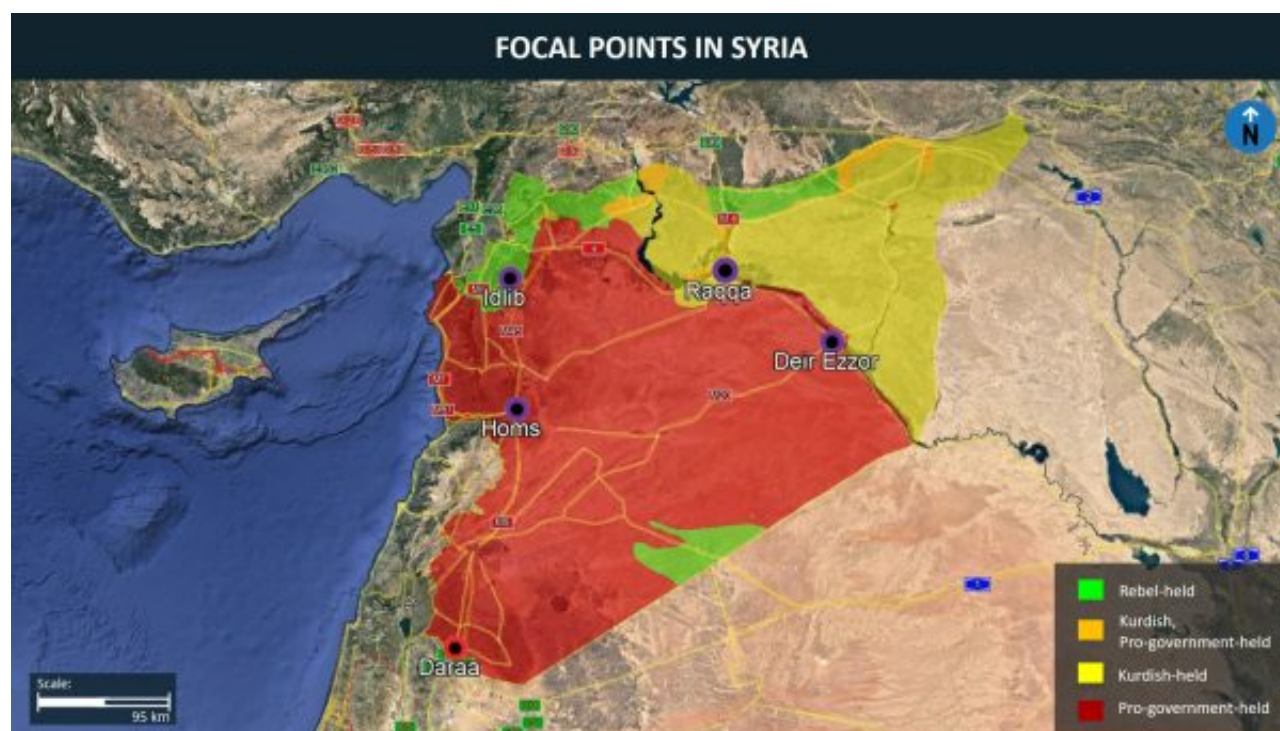 FOCAL POINTS IN SYRIA
N
Idlib
Raqqa
Deir Ezzor
Homs
Daraa
Rebel-held
Kurdish,
Pro-government-held
Kurdish-held
Pro-government-held
Scale:
95 km